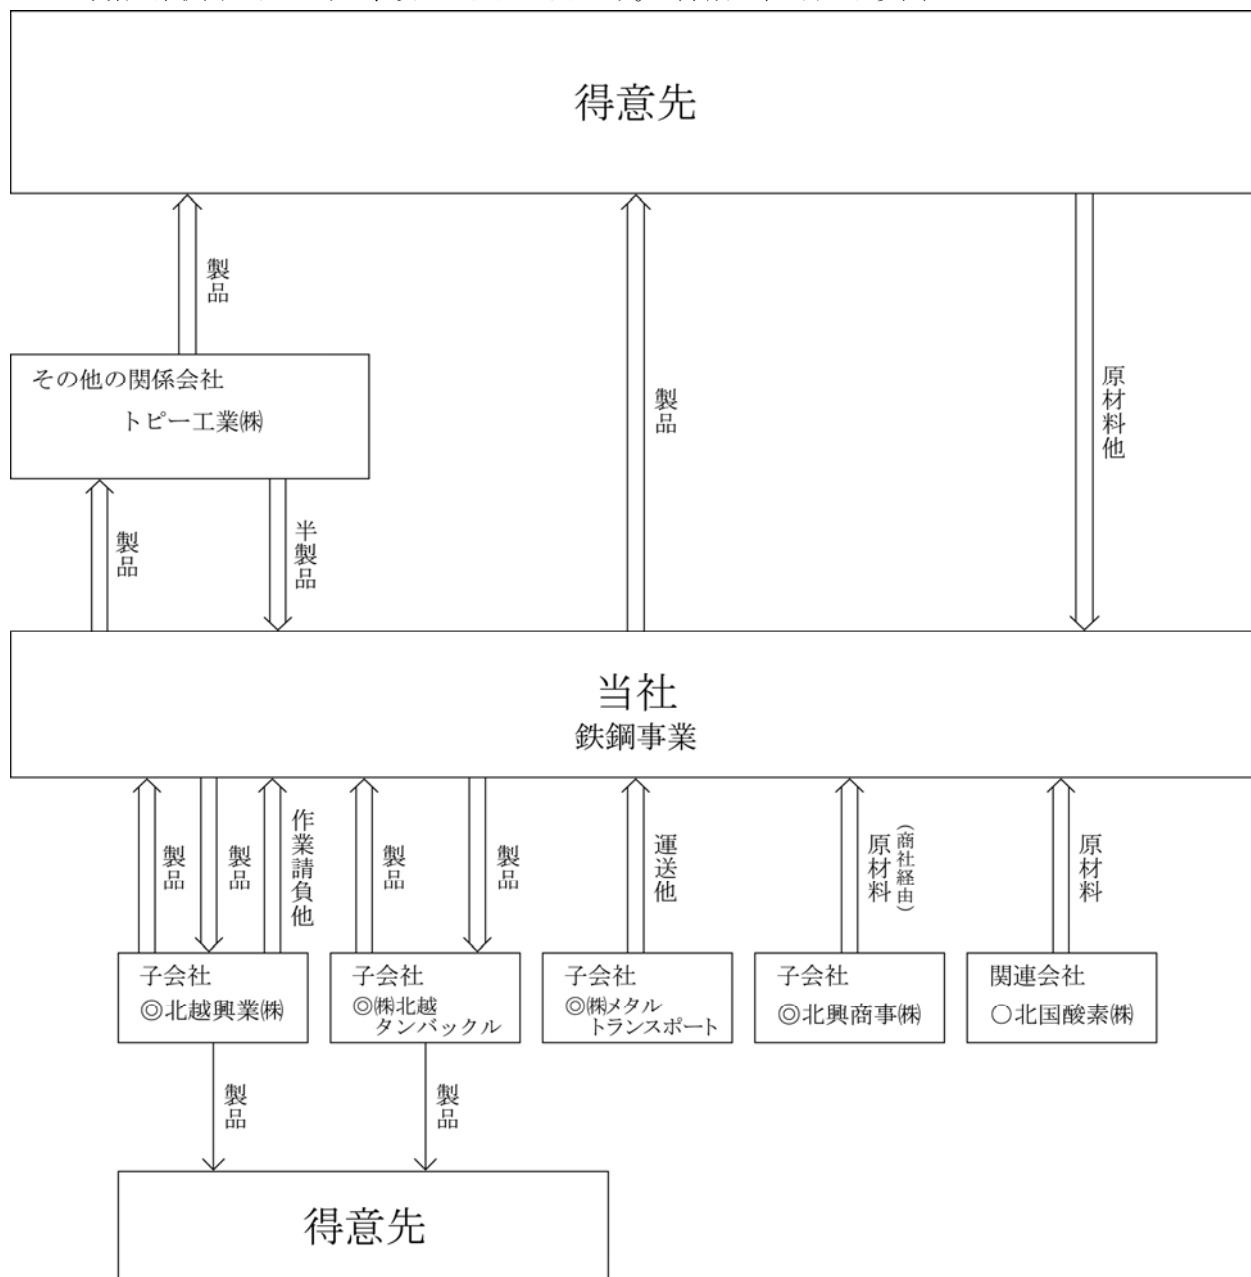 得意先
製品
その他の関係会社
トピー工業㈱
製品
原材料他
製品
半製品
当社
鉄鋼事業
製品
製品
作業請負他
製品
製品
運送他
原材料
(商社経由)
原材料
子会社
◎北越興業㈱
子会社
◎㈱北越
タンバックル
子会社
◎㈱メタル
トランスポート
子会社
◎北興商事㈱
関連会社
○北国酸素㈱
製品
製品
得意先